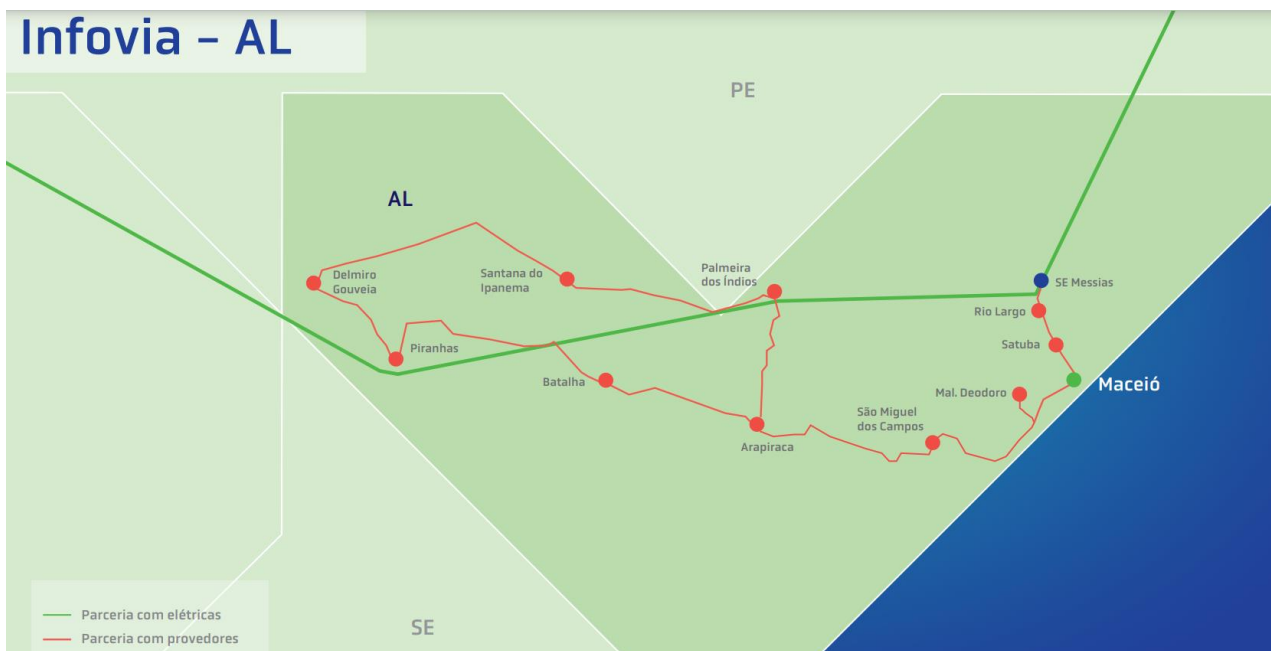 Infovia – AL
PE
AL
Delmiro
Gouveia
Santana do
Ipanema
Palmeira
dos Índios
SE Messias
Rio Largo
Satuba
Piranhas
Batalha
Mal. Deodoro
Maceió
São Miguel
dos Campos
Arapiraca
Parceria com elétricas
Parceria com provedores
SE